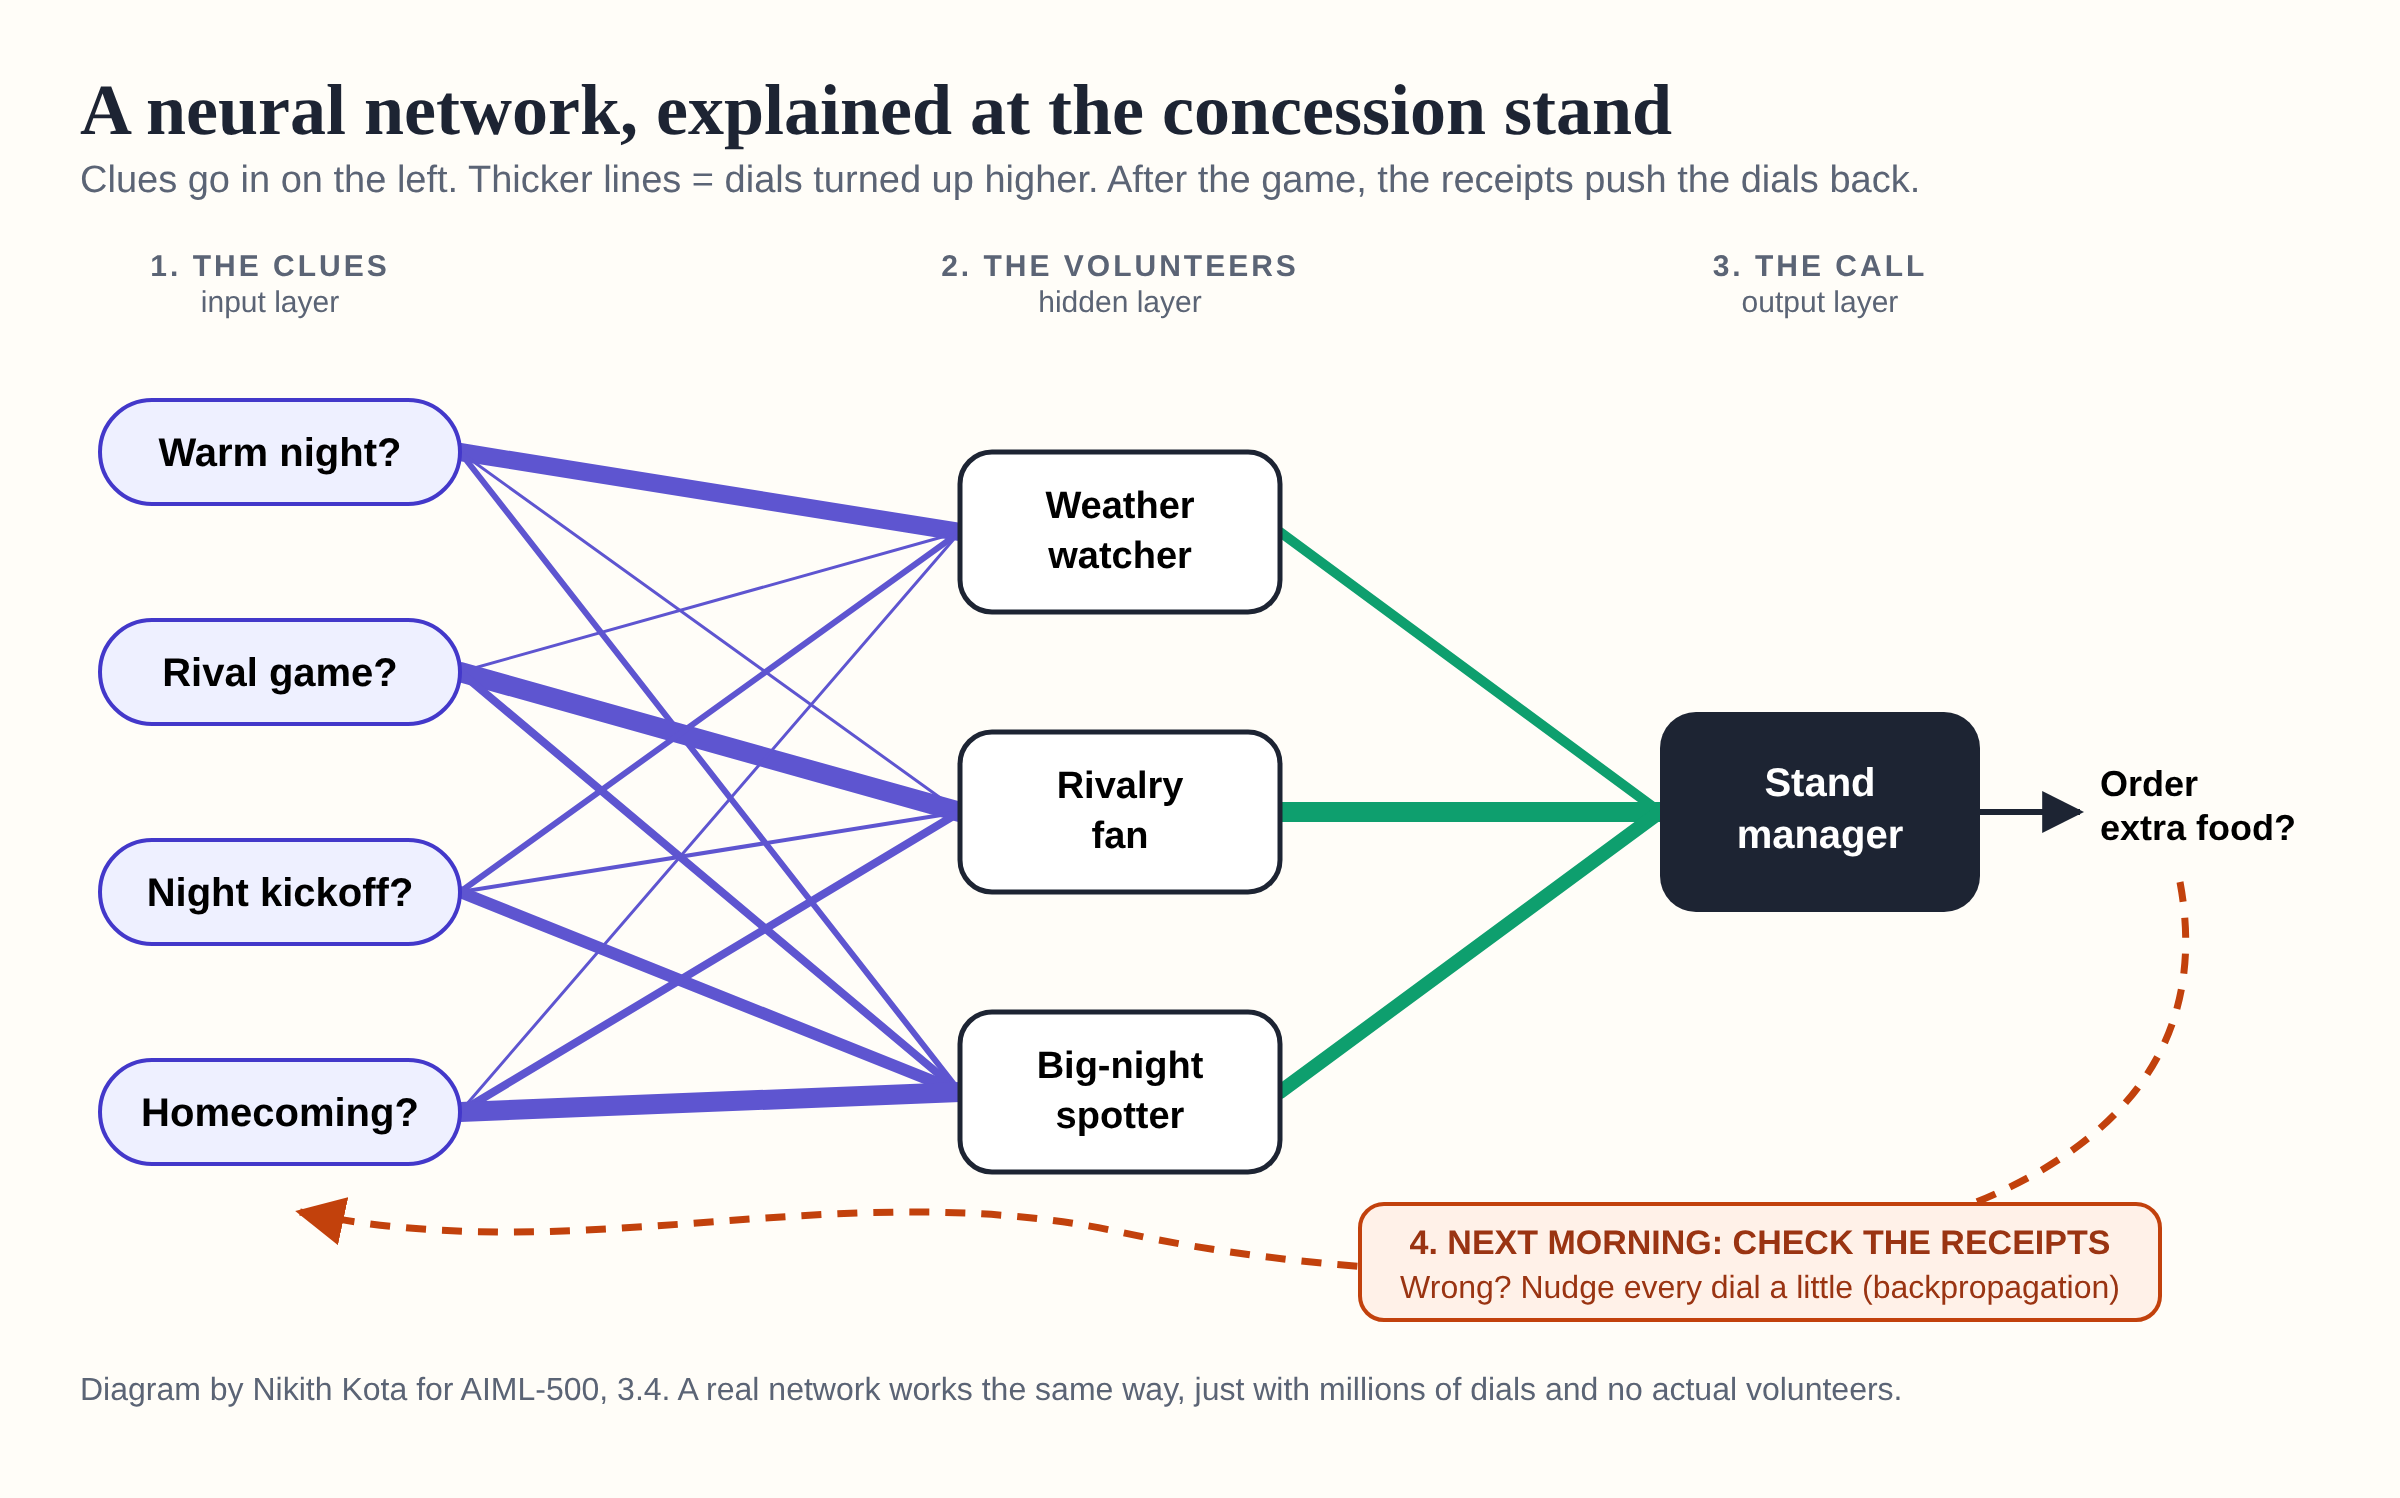 A neural network, explained at the concession stand
Clues go in on the left. Thicker lines = dials turned up higher. After the game, the receipts push the dials back.
1. THE CLUES
input layer
2. THE VOLUNTEERS
hidden layer
3. THE CALL
output layer
Warm night?
Rival game?
Night kickoff?
Homecoming?
Weather
watcher
Rivalry
fan
Big-night
spotter
Stand
manager
Order
extra food?
4. NEXT MORNING: CHECK THE RECEIPTS
Wrong? Nudge every dial a little (backpropagation)
Diagram by Nikith Kota for AIML-500, 3.4. A real network works the same way, just with millions of dials and no actual volunteers.